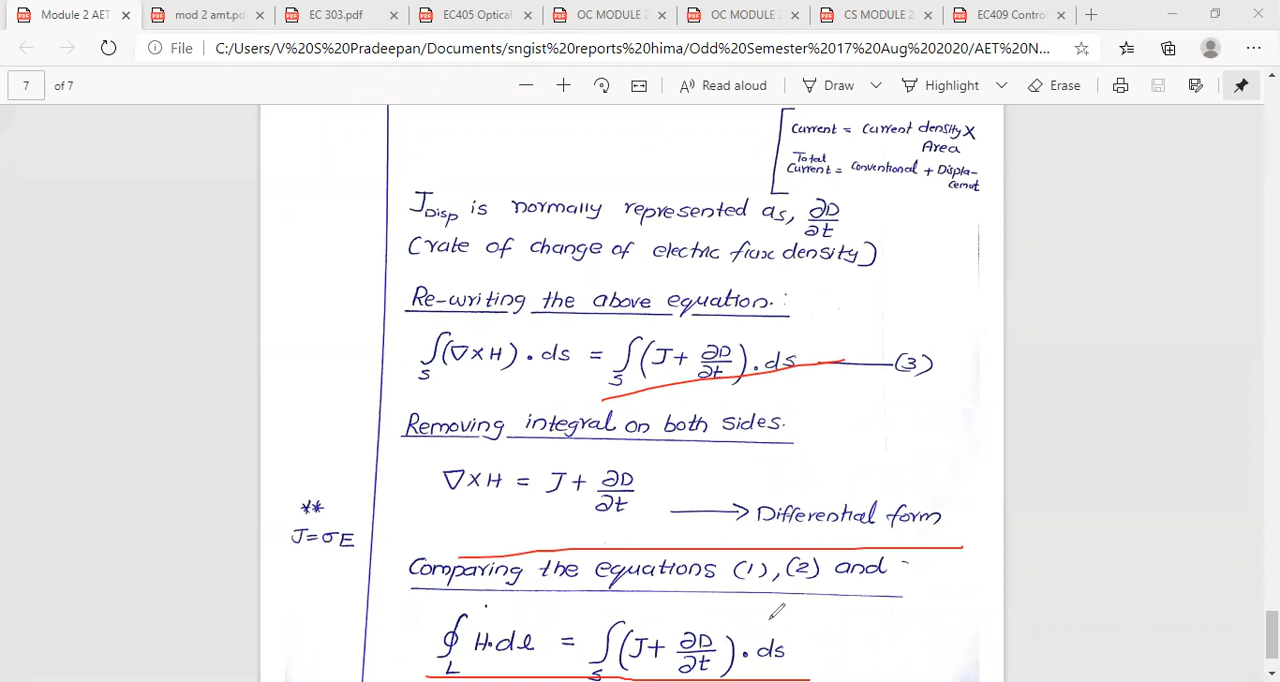 Module 2 AET
mod 2 amt.pd
EC 303.pdf
EC405 Optical
OC MODULE 2
OC MODULE
CS MODULE 2
EC409 Contro
File
C:/Users/V%20S%20Pradeepan/Documents/sngist%20reports%20hima/Odd%20Semester%2017%20Aug%202020/AET%20N...
7
of 7
Read aloud
Draw
Highlight
Erase
Current = Current density X
Area
Total
Current = Conventional + Displa-
cemnt
J_Disp is normally represented as, ∂D/∂t
(rate of change of electric flux density)
Re-writing the above equation:
∫_S (∇ X H) . ds = ∫_S (J + ∂D/∂t) . ds — (3)
Removing integral on both sides.
∇ X H = J + ∂D/∂t
→ Differential form
**
J = σE
Comparing the equations (1), (2) and -
∮_L H.dl = ∫_S (J + ∂D/∂t) . ds